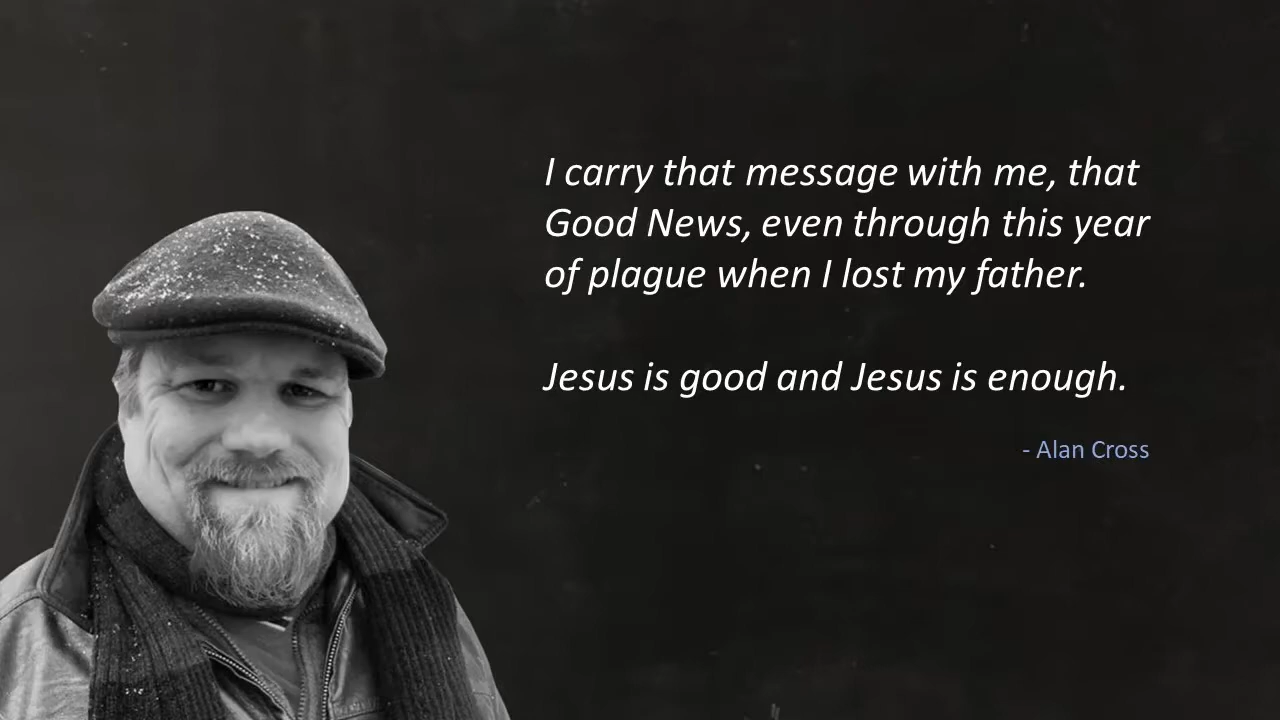 I carry that message with me, that
Good News, even through this year
of plague when I lost my father.
Jesus is good and Jesus is enough.
- Alan Cross